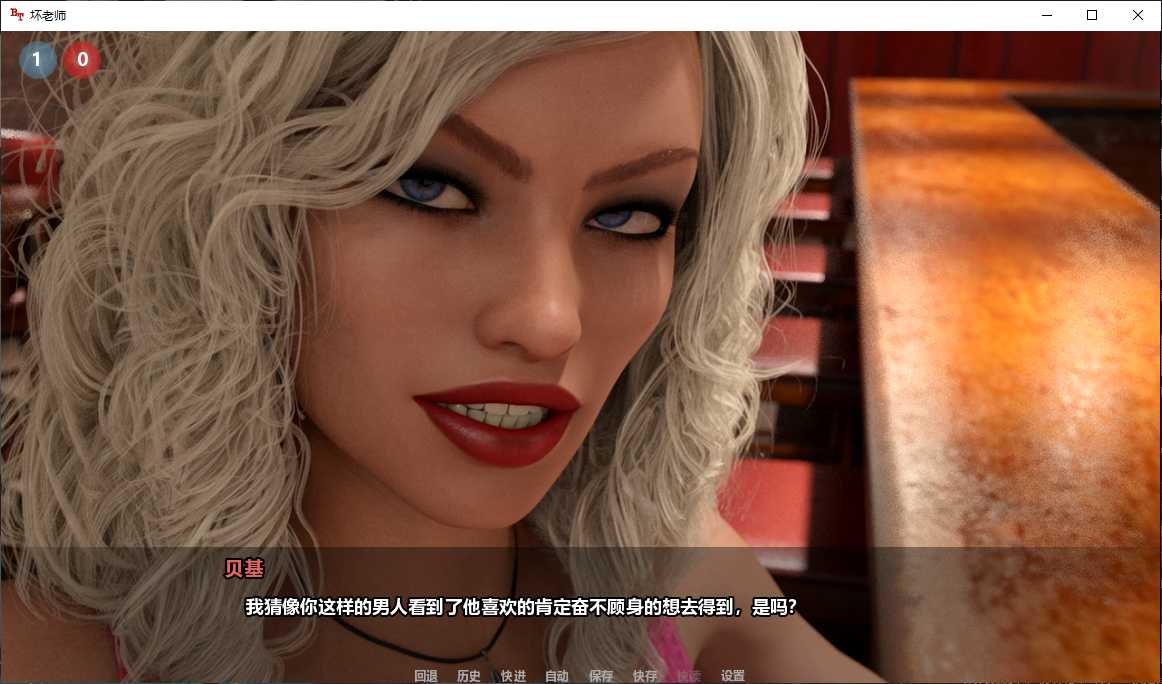 BT 坏老师
1 0
贝基
我猜像你这样的男人看到了他喜欢的肯定奋不顾身的想去得到，是吗？
回退 历史 快进 自动 保存 快存 快读 设置